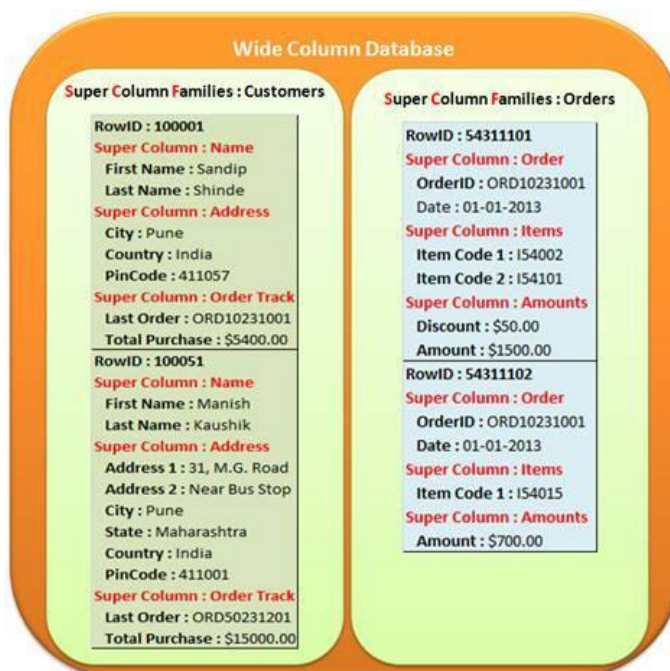 Wide Column Database
Super Column Families : Customers
RowID : 100001
Super Column : Name
First Name : Sandip
Last Name : Shinde
Super Column : Address
City : Pune
Country : India
PinCode : 411057
Super Column : Order Track
Last Order : ORD10231001
Total Purchase : $5400.00
RowID : 100051
Super Column : Name
First Name : Manish
Last Name : Kaushik
Super Column : Address
Address 1 : 31, M.G. Road
Address 2 : Near Bus Stop
City : Pune
State : Maharashtra
Country : India
PinCode : 411001
Super Column : Order Track
Last Order : ORD50231201
Total Purchase : $15000.00
Super Column Families : Orders
RowID : 54311101
Super Column : Order
OrderID : ORD10231001
Date : 01-01-2013
Super Column : Items
Item Code 1 : I54002
Item Code 2 : I54101
Super Column : Amounts
Discount : $50.00
Amount : $1500.00
RowID : 54311102
Super Column : Order
OrderID : ORD10231001
Date : 01-01-2013
Super Column : Items
Item Code 1 : I54015
Super Column : Amounts
Amount : $700.00